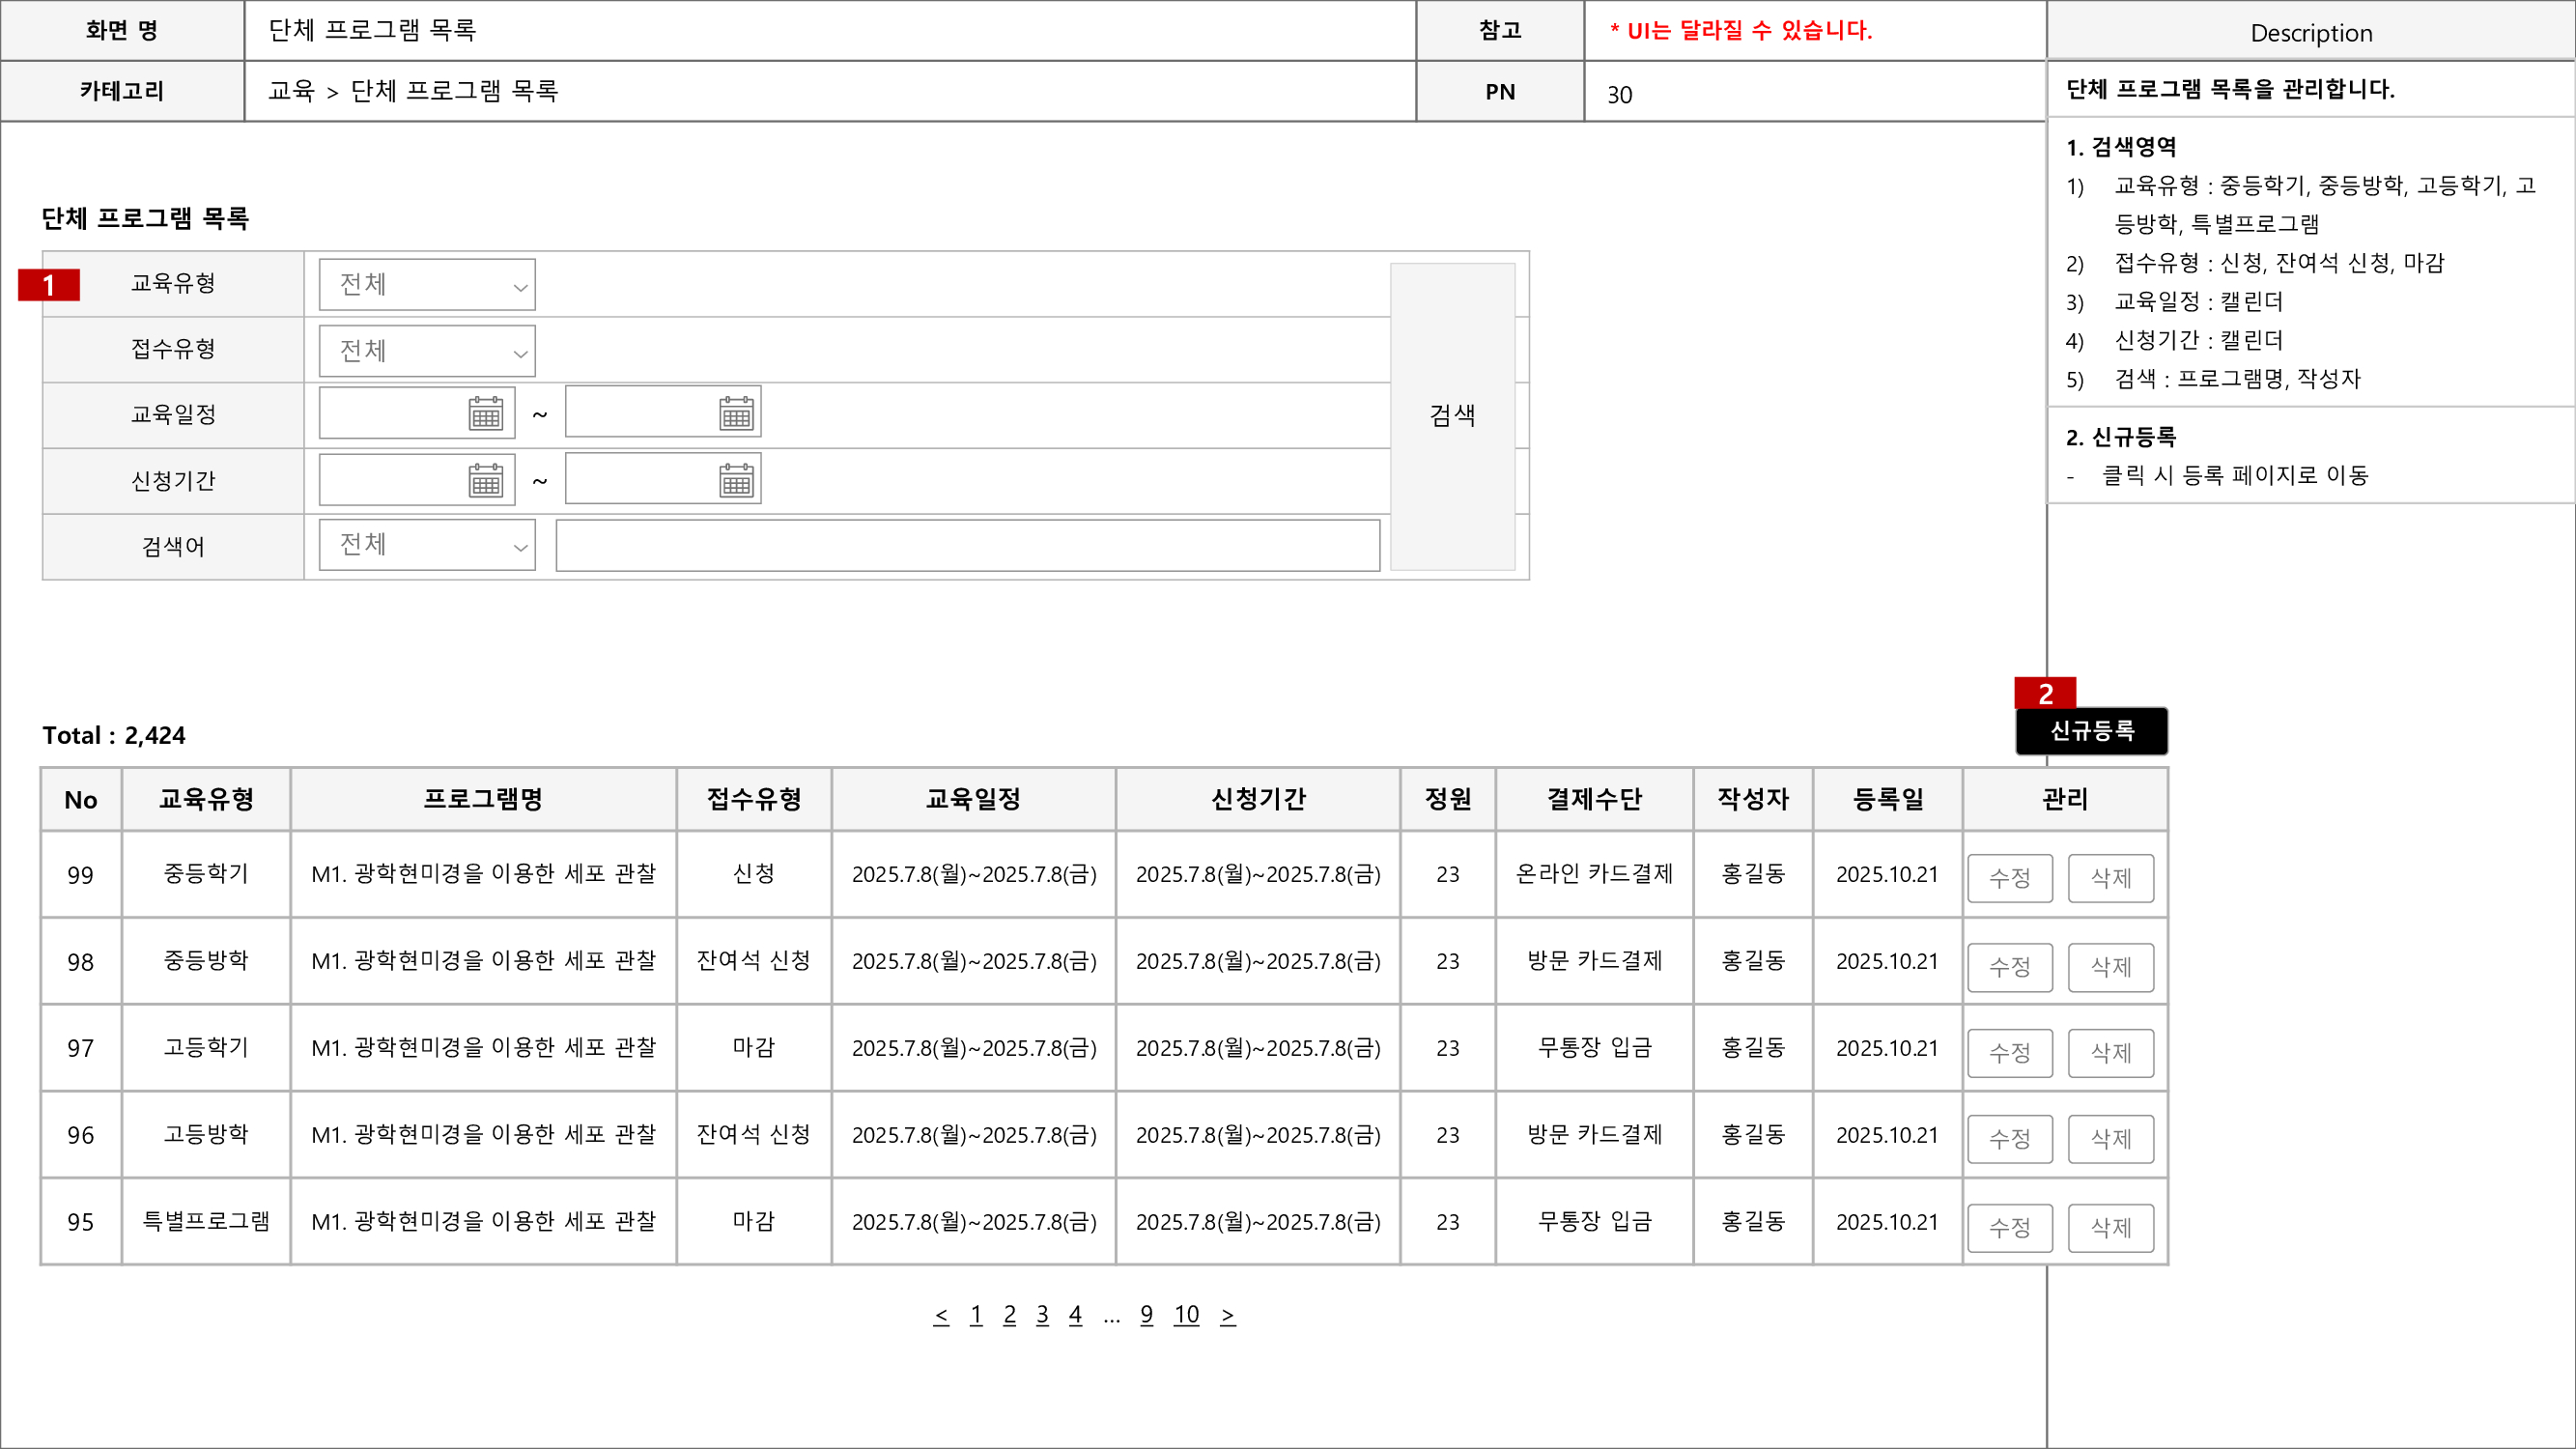 화면 명
단체 프로그램 목록
참고
* UI는 달라질 수 있습니다.
Description
카테고리
교육 > 단체 프로그램 목록
PN
30
단체 프로그램 목록을 관리합니다.
1. 검색영역
1) 교육유형 : 중등학기, 중등방학, 고등학기, 고
등방학, 특별프로그램
2) 접수유형 : 신청, 잔여석 신청, 마감
3) 교육일정 : 캘린더
4) 신청기간 : 캘린더
5) 검색 : 프로그램명, 작성자
2. 신규등록
- 클릭 시 등록 페이지로 이동
단체 프로그램 목록
1
교육유형 전체
접수유형 전체
교육일정 ~
신청기간 ~
검색어 전체
검색
2
Total : 2,424
신규등록
No 교육유형 프로그램명 접수유형 교육일정 신청기간 정원 결제수단 작성자 등록일 관리
99 중등학기 M1. 광학현미경을 이용한 세포 관찰 신청 2025.7.8(월)~2025.7.8(금) 2025.7.8(월)~2025.7.8(금) 23 온라인 카드결제 홍길동 2025.10.21 수정 삭제
98 중등방학 M1. 광학현미경을 이용한 세포 관찰 잔여석 신청 2025.7.8(월)~2025.7.8(금) 2025.7.8(월)~2025.7.8(금) 23 방문 카드결제 홍길동 2025.10.21 수정 삭제
97 고등학기 M1. 광학현미경을 이용한 세포 관찰 마감 2025.7.8(월)~2025.7.8(금) 2025.7.8(월)~2025.7.8(금) 23 무통장 입금 홍길동 2025.10.21 수정 삭제
96 고등방학 M1. 광학현미경을 이용한 세포 관찰 잔여석 신청 2025.7.8(월)~2025.7.8(금) 2025.7.8(월)~2025.7.8(금) 23 방문 카드결제 홍길동 2025.10.21 수정 삭제
95 특별프로그램 M1. 광학현미경을 이용한 세포 관찰 마감 2025.7.8(월)~2025.7.8(금) 2025.7.8(월)~2025.7.8(금) 23 무통장 입금 홍길동 2025.10.21 수정 삭제
< 1 2 3 4 ... 9 10 >